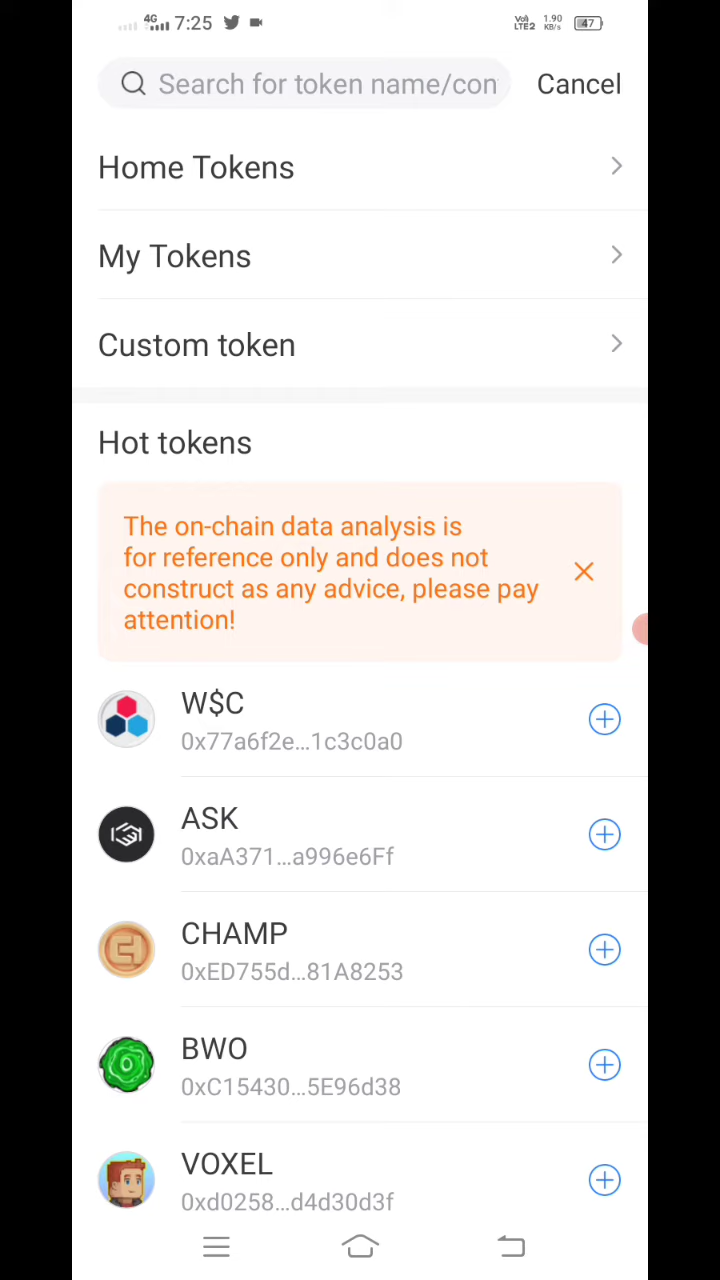 4G 7:25 Vo) LTE2 1.90 KB/s 47
Search for token name/con Cancel
Home Tokens
My Tokens
Custom token
Hot tokens
The on-chain data analysis is
for reference only and does not
construct as any advice, please pay
attention!
W$C
0x77a6f2e...1c3c0a0
ASK
0xaA371...a996e6Ff
CHAMP
0xED755d...81A8253
BWO
0xC15430...5E96d38
VOXEL
0xd0258...d4d30d3f